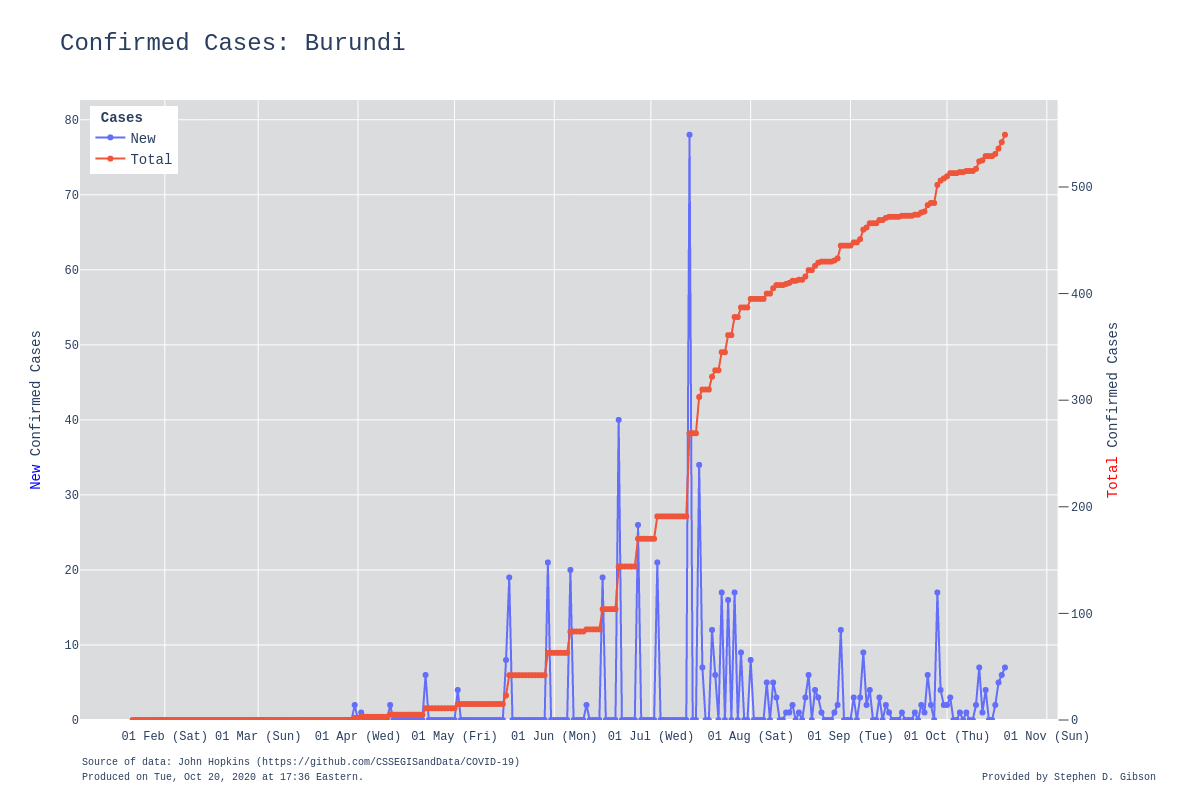 Confirmed Cases: Burundi
Cases
New
Total
80
70
60
50
40
30
20
10
0
New Confirmed Cases
500
400
300
200
100
0
Total Confirmed Cases
01 Feb (Sat) 01 Mar (Sun) 01 Apr (Wed) 01 May (Fri) 01 Jun (Mon) 01 Jul (Wed) 01 Aug (Sat) 01 Sep (Tue) 01 Oct (Thu) 01 Nov (Sun)
Source of data: John Hopkins (https://github.com/CSSEGISandData/COVID-19)
Produced on Tue, Oct 20, 2020 at 17:36 Eastern.
Provided by Stephen D. Gibson